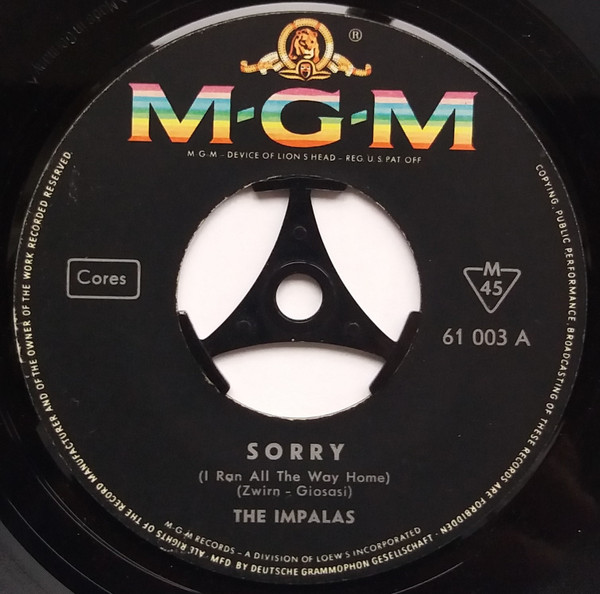 ®
M-G-M
M-G-M - DEVICE OF LION S HEAD - REG. U. S. PAT. OFF
Cores
M
45
61 003 A
SORRY
(I Ran All The Way Home)
(Zwirn - Giosasi)
THE IMPALAS
M-G-M RECORDS - A DIVISION OF LOEW'S INCORPORATED
ALL RIGHTS OF THE RECORD MANUFACTURER AND OF THE OWNER OF THE WORK RECORDED RESERVED.
COPYING, PUBLIC PERFORMANCE, BROADCASTING OF THESE RECORDS ARE FORBIDDEN
MFD BY DEUTSCHE GRAMMOPHON GESELLSCHAFT